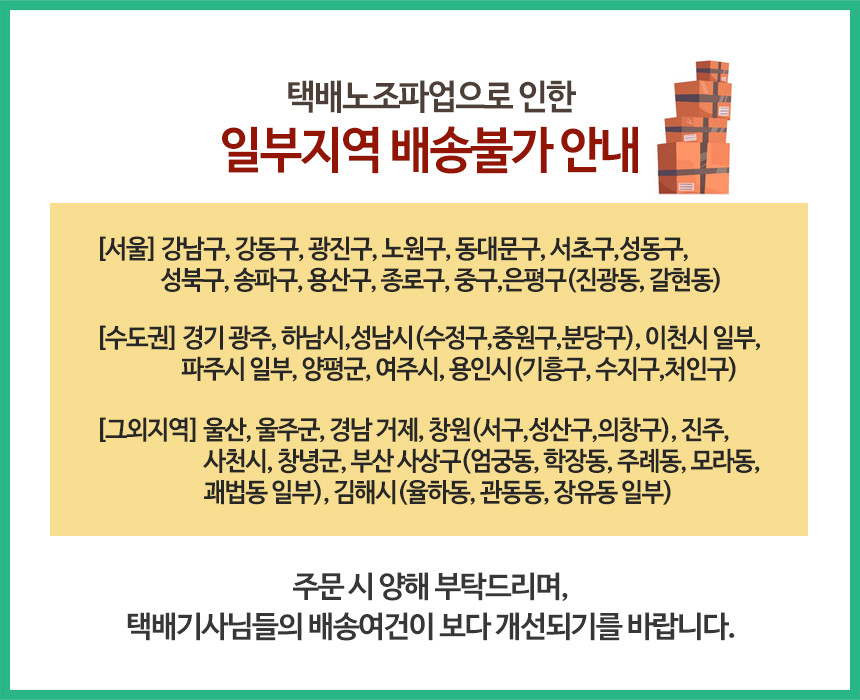 택배노조파업으로 인한
일부지역 배송불가 안내
[서울] 강남구, 강동구, 광진구, 노원구, 동대문구, 서초구,성동구,
성북구, 송파구, 용산구, 종로구, 중구,은평구(진광동, 갈현동)
[수도권] 경기 광주, 하남시,성남시(수정구,중원구,분당구), 이천시 일부,
파주시 일부, 양평군, 여주시, 용인시(기흥구, 수지구,처인구)
[그외지역] 울산, 울주군, 경남 거제, 창원(서구,성산구,의창구), 진주,
사천시, 창녕군, 부산 사상구(엄궁동, 학장동, 주례동, 모라동,
괘법동 일부), 김해시(율하동, 관동동, 장유동 일부)
주문 시 양해 부탁드리며,
택배기사님들의 배송여건이 보다 개선되기를 바랍니다.